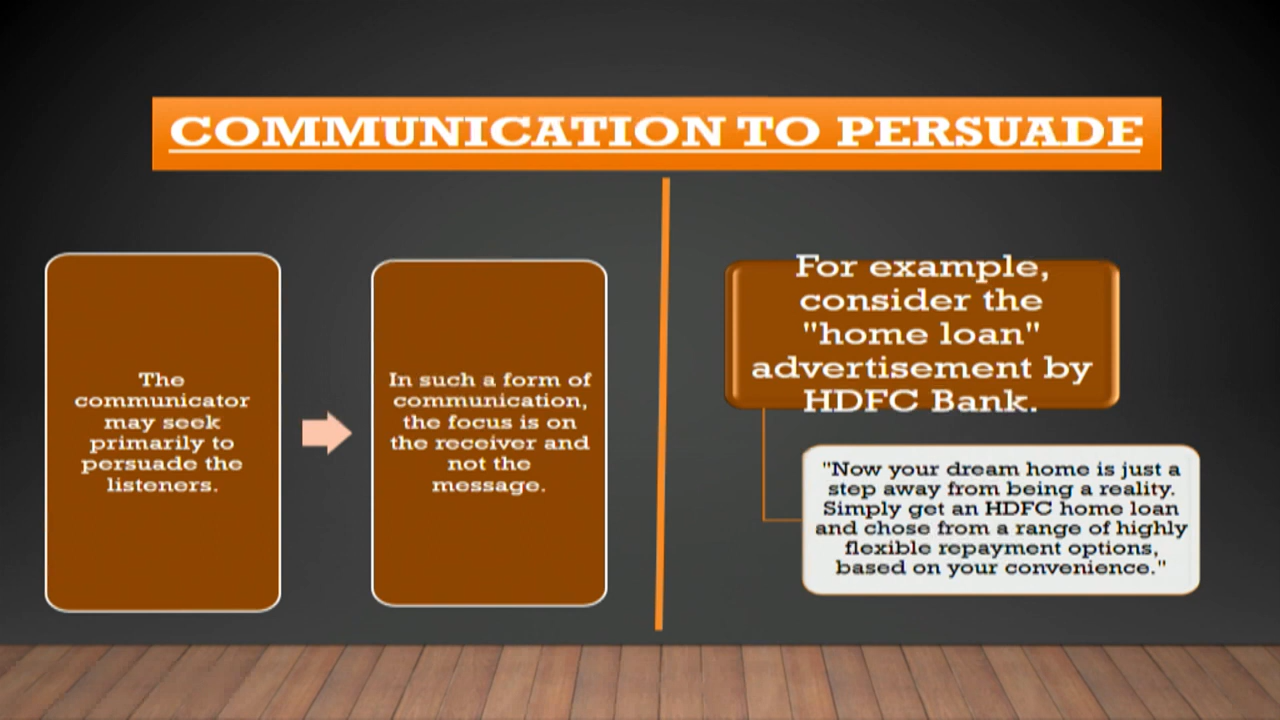 COMMUNICATION TO PERSUADE
The
communicator
may seek
primarily to
persuade the
listeners.
In such a form of
communication,
the focus is on
the receiver and
not the
message.
For example,
consider the
"home loan"
advertisement by
HDFC Bank.
"Now your dream home is just a
step away from being a reality.
Simply get an HDFC home loan
and chose from a range of highly
flexible repayment options,
based on your convenience."